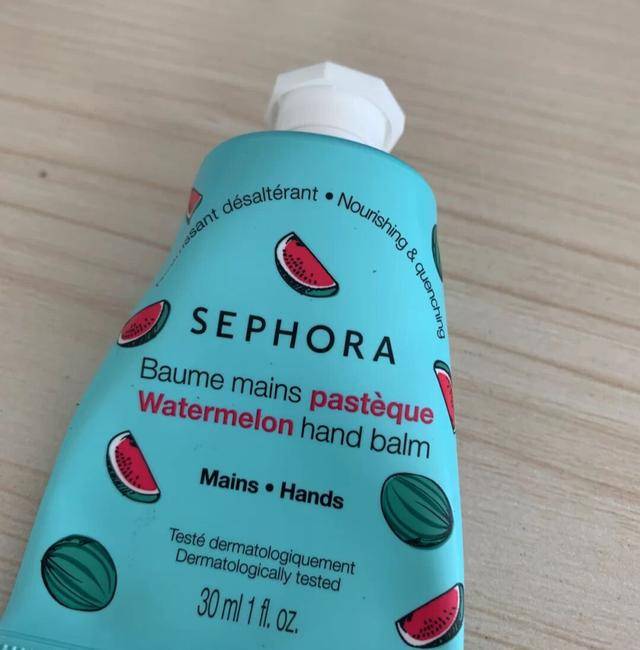 désaltérant • Nourishing & quenching
SEPHORA
Baume mains pastèque
Watermelon hand balm
Mains • Hands
Testé dermatologiquement
Dermatologically tested
30 ml 1 fl. oz.